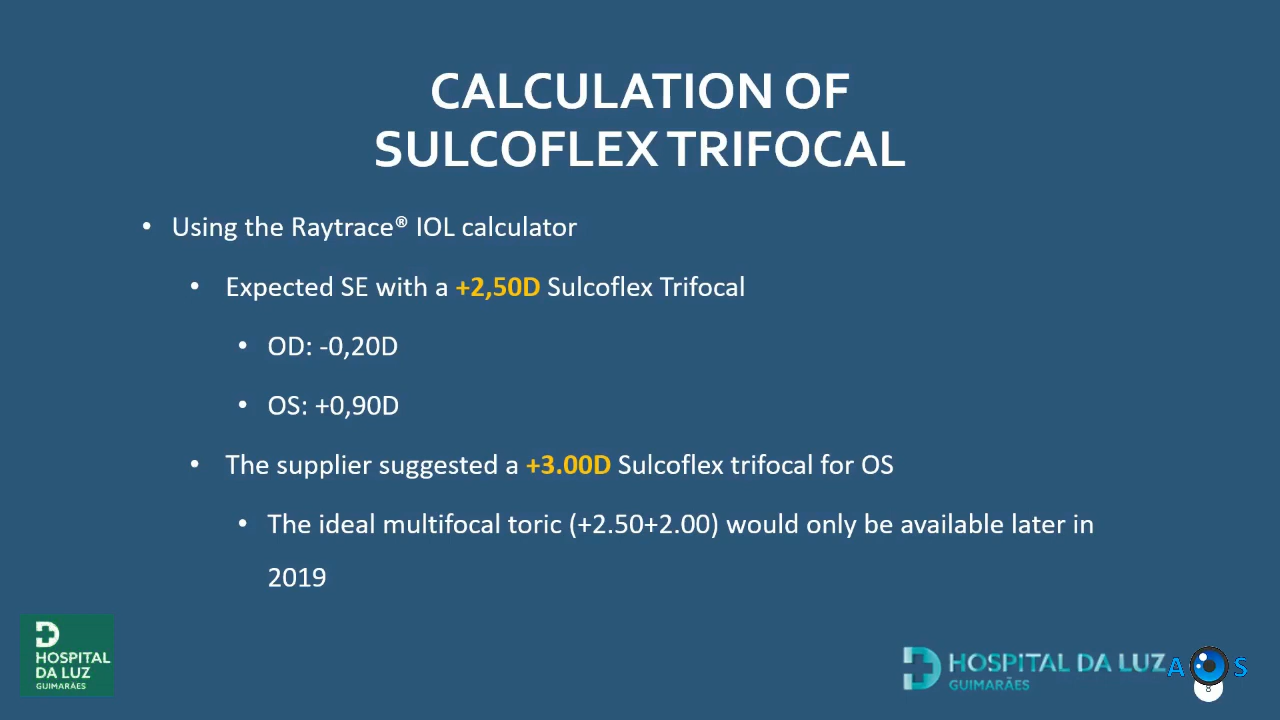 CALCULATION OF
SULCOFLEX TRIFOCAL
• Using the Raytrace® IOL calculator
• Expected SE with a +2,50D Sulcoflex Trifocal
• OD: -0,20D
• OS: +0,90D
• The supplier suggested a +3.00D Sulcoflex trifocal for OS
• The ideal multifocal toric (+2.50+2.00) would only be available later in
2019
HOSPITAL
DA LUZ
GUIMARÃES
HOSPITAL DA LUZ
GUIMARÃES
A S
8